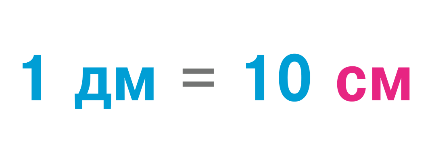 1 дм = 10 см